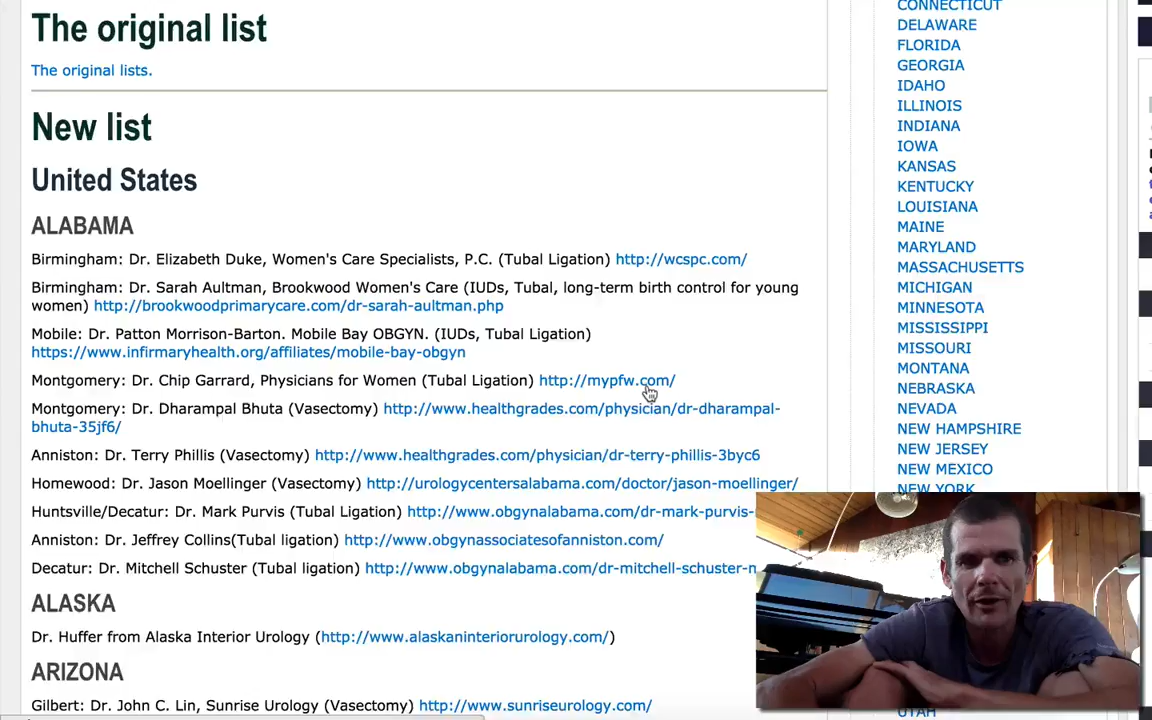 The original list
The original lists.
New list
United States
ALABAMA
Birmingham: Dr. Elizabeth Duke, Women's Care Specialists, P.C. (Tubal Ligation) http://wcspc.com/
Birmingham: Dr. Sarah Aultman, Brookwood Women's Care (IUDs, Tubal, long-term birth control for young
women) http://brookwoodprimarycare.com/dr-sarah-aultman.php
Mobile: Dr. Patton Morrison-Barton. Mobile Bay OBGYN. (IUDs, Tubal Ligation)
https://www.infirmaryhealth.org/affiliates/mobile-bay-obgyn
Montgomery: Dr. Chip Garrard, Physicians for Women (Tubal Ligation) http://mypfw.com/
Montgomery: Dr. Dharampal Bhuta (Vasectomy) http://www.healthgrades.com/physician/dr-dharampal-
bhuta-35jf6/
Anniston: Dr. Terry Phillis (Vasectomy) http://www.healthgrades.com/physician/dr-terry-phillis-3byc6
Homewood: Dr. Jason Moellinger (Vasectomy) http://urologycentersalabama.com/doctor/jason-moellinger/
Huntsville/Decatur: Dr. Mark Purvis (Tubal Ligation) http://www.obgynalabama.com/dr-mark-purvis-
Anniston: Dr. Jeffrey Collins(Tubal ligation) http://www.obgynassociatesofanniston.com/
Decatur: Dr. Mitchell Schuster (Tubal ligation) http://www.obgynalabama.com/dr-mitchell-schuster-n
ALASKA
Dr. Huffer from Alaska Interior Urology (http://www.alaskaninteriorurology.com/)
ARIZONA
Gilbert: Dr. John C. Lin, Sunrise Urology (Vasectomy) http://www.sunriseurology.com/
CONNECTICUT
DELAWARE
FLORIDA
GEORGIA
IDAHO
ILLINOIS
INDIANA
IOWA
KANSAS
KENTUCKY
LOUISIANA
MAINE
MARYLAND
MASSACHUSETTS
MICHIGAN
MINNESOTA
MISSISSIPPI
MISSOURI
MONTANA
NEBRASKA
NEVADA
NEW HAMPSHIRE
NEW JERSEY
NEW MEXICO
NEW YORK
UTAH